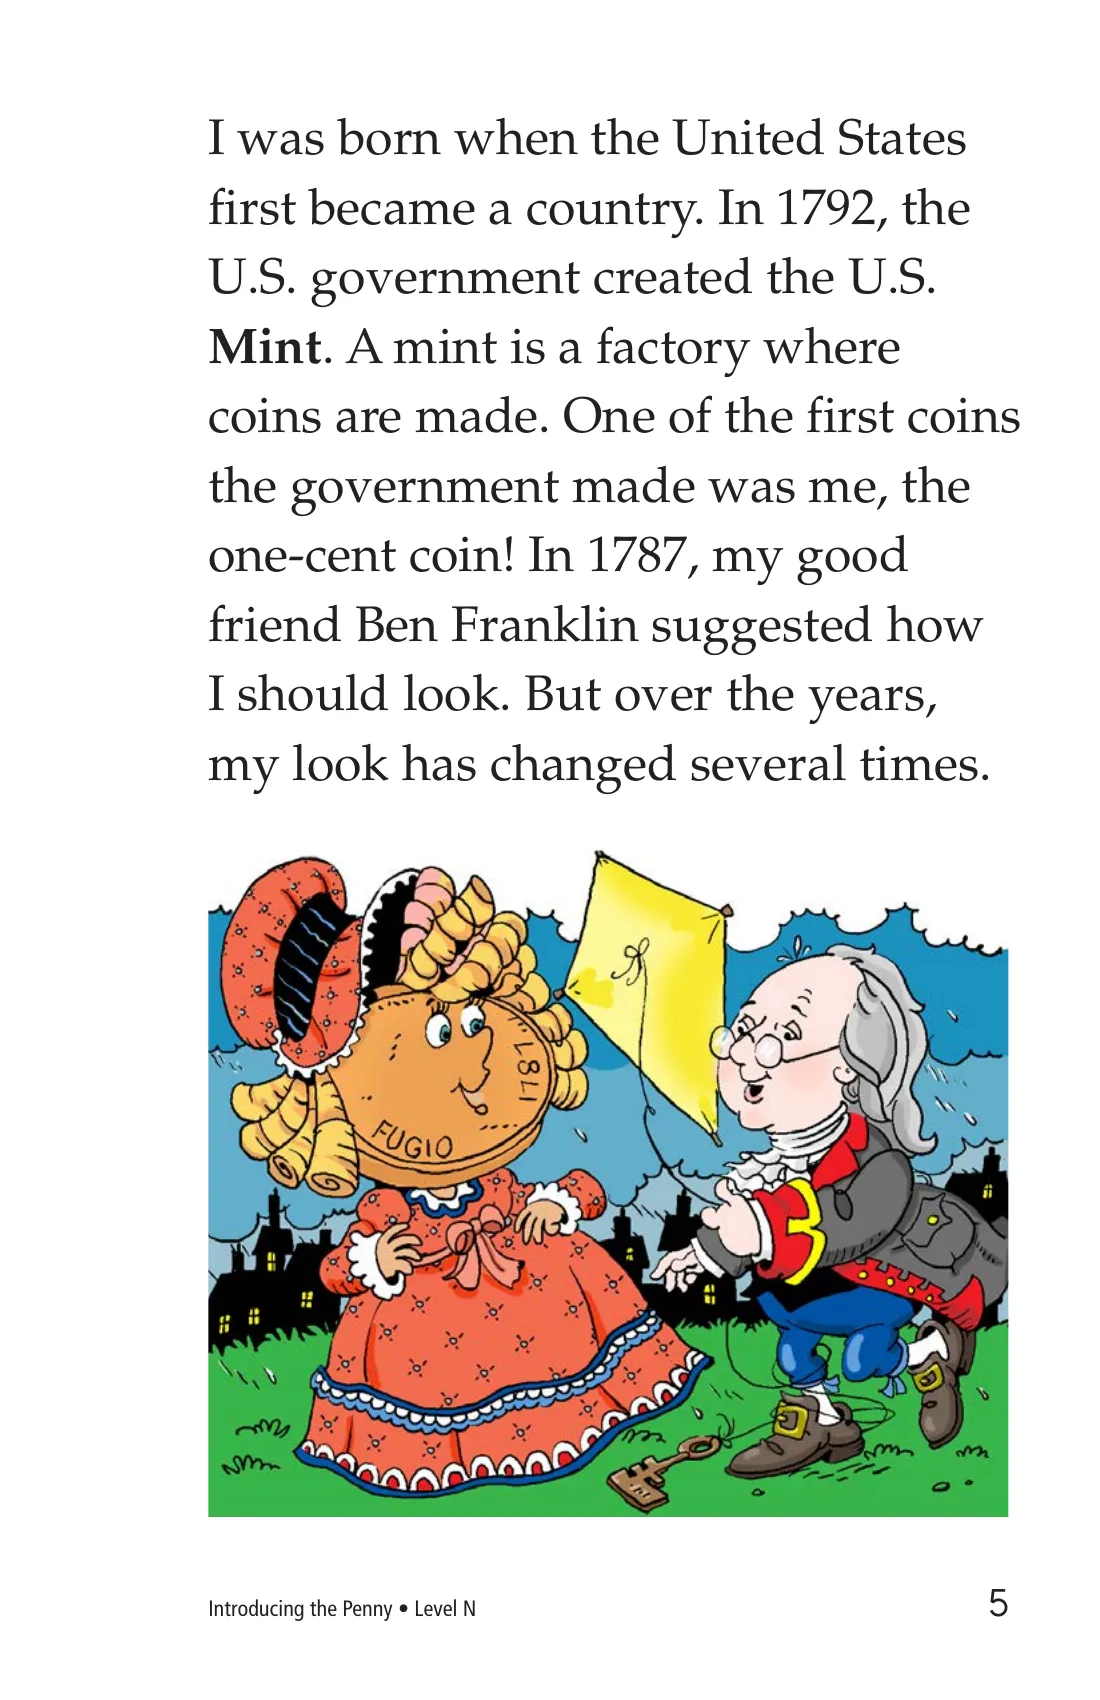 I was born when the United States
first became a country. In 1792, the
U.S. government created the U.S.
Mint. A mint is a factory where
coins are made. One of the first coins
the government made was me, the
one-cent coin! In 1787, my good
friend Ben Franklin suggested how
I should look. But over the years,
my look has changed several times.
1787
FUGIO
Introducing the Penny • Level N
5